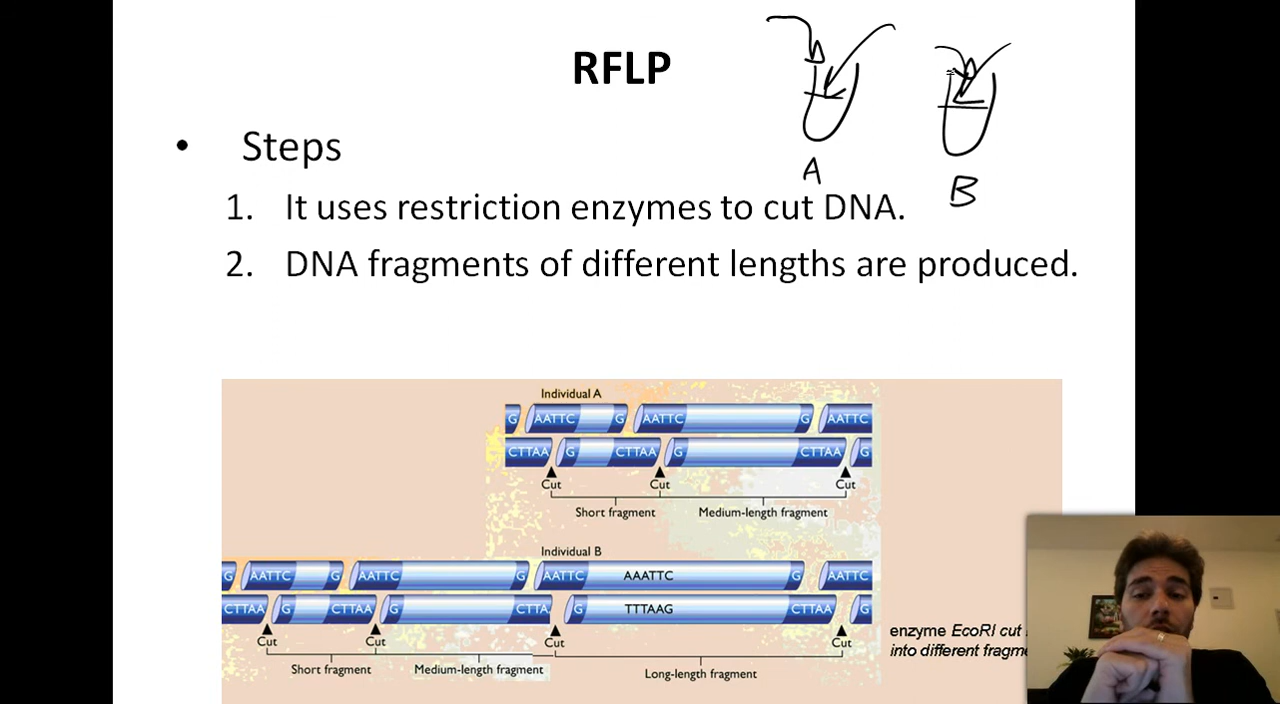 RFLP
A
B
• Steps
1. It uses restriction enzymes to cut DNA.
2. DNA fragments of different lengths are produced.
Individual A
G AATTC G AATTC G AATTC
CTTAA G CTTAA G CTTAA G
Cut Cut Cut
Short fragment Medium-length fragment
Individual B
G AATTC G AATTC G AATTC AAATTC G AATTC
CTTAA G CTTAA G CTTA TTTAAG CTTAA G
G
Cut Cut Cut Cut
Short fragment Medium-length fragment Long-length fragment
enzyme EcoRI cut
into different fragme